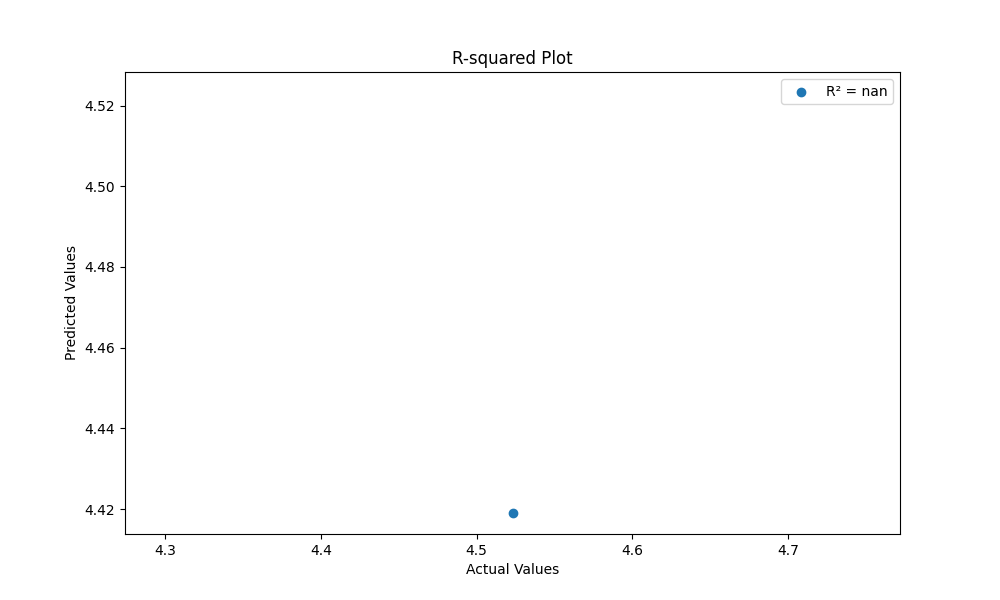 R-squared Plot
R² = nan
4.52
4.50
4.48
4.46
4.44
4.42
Predicted Values
4.3 4.4 4.5 4.6 4.7
Actual Values